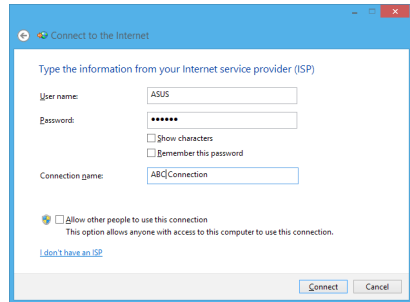 Connect to the Internet
Type the information from your Internet service provider (ISP)
User name:
ASUS
Password:
••••••
Show characters
Remember this password
Connection name:
ABC Connection
Allow other people to use this connection
This option allows anyone with access to this computer to use this connection.
I don't have an ISP
Connect
Cancel